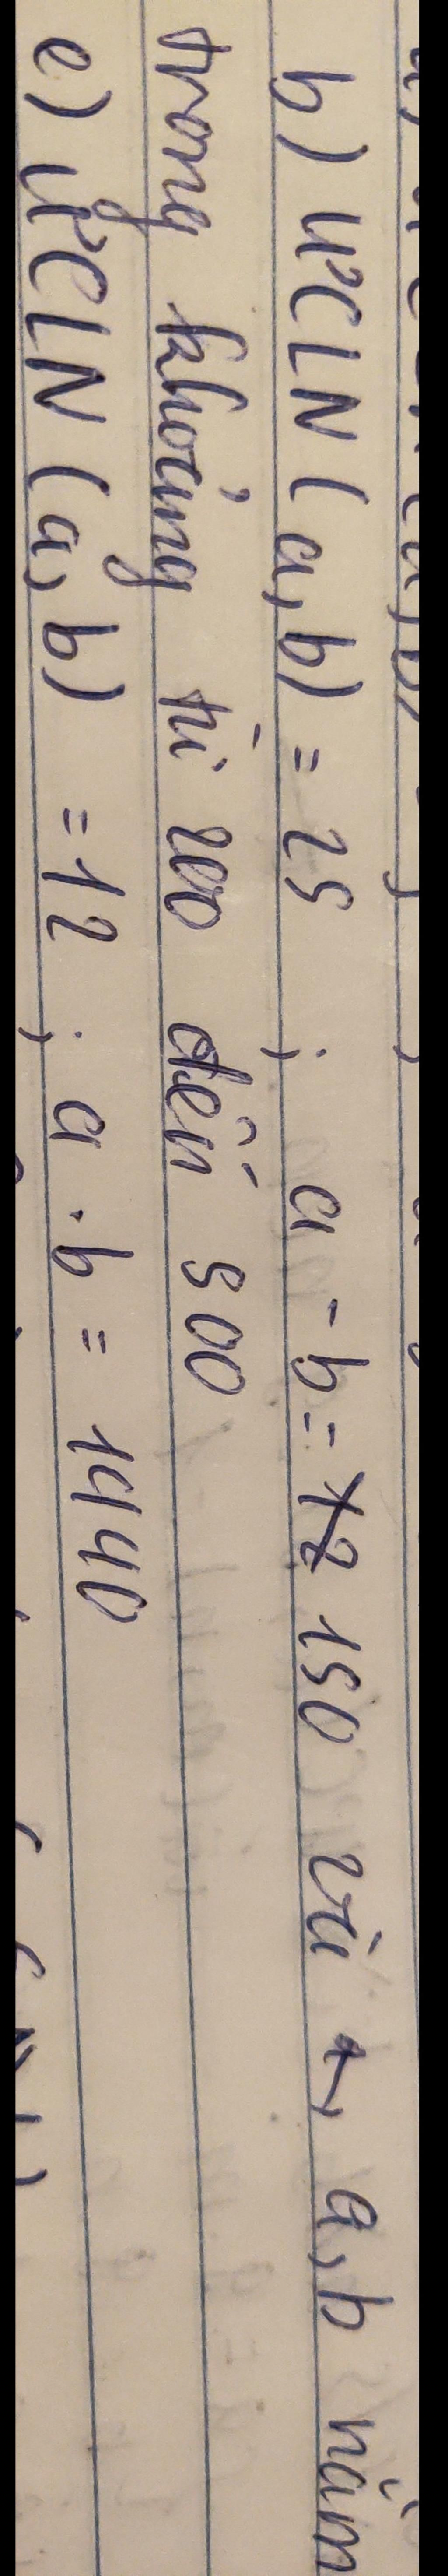 b) ƯCLN (a, b) = 25 ; a - b = 150 và a, b nằm
trong khoảng từ 200 đến 500
c) ƯCLN (a, b) = 12 ; a . b = 1440